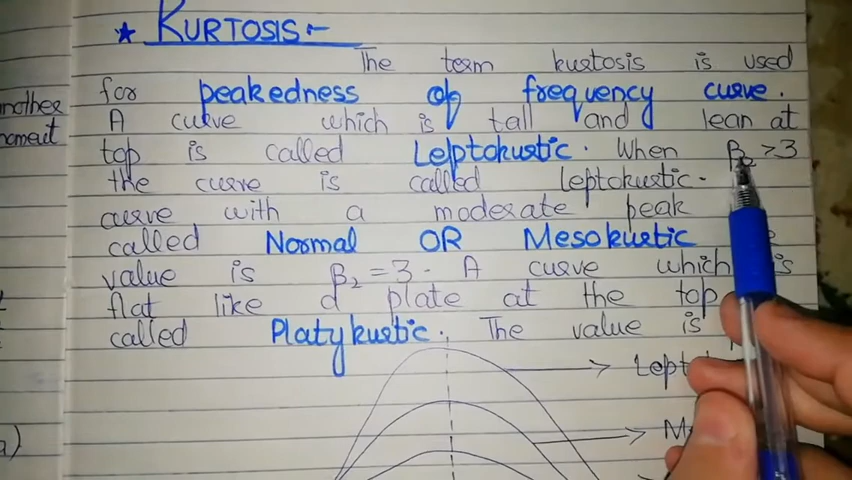 ★ KURTOSIS:-
The term kurtosis is used
for peakedness of frequency curve.
A curve which is tall and lean at
top is called Leiptokurtic. When β₂ >3
the curve is called leptokurtic.
curve with a moderate peak
called Normal OR Mesokurtic
value is β₂ = 3. A curve which is
flat like a plate at the top
called Platykurtic. The value is
Lept
M
nother
moment
a)